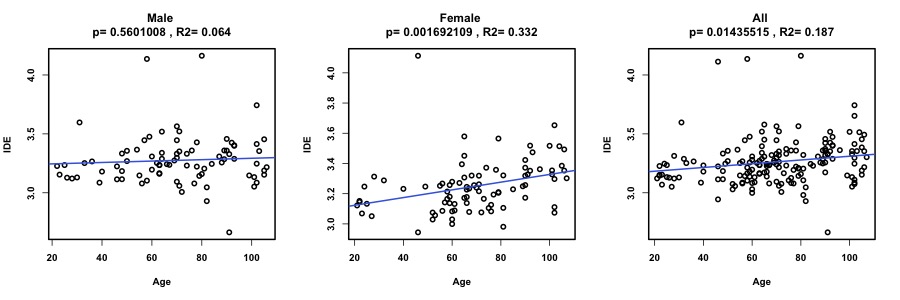 Male
p= 0.5601008 , R2= 0.064
IDE
4.0
3.5
3.0
20 40 60 80 100
Age
Female
p= 0.001692109 , R2= 0.332
IDE
4.0
3.8
3.6
3.4
3.2
3.0
20 40 60 80 100
Age
All
p= 0.01435515 , R2= 0.187
IDE
4.0
3.5
3.0
20 40 60 80 100
Age